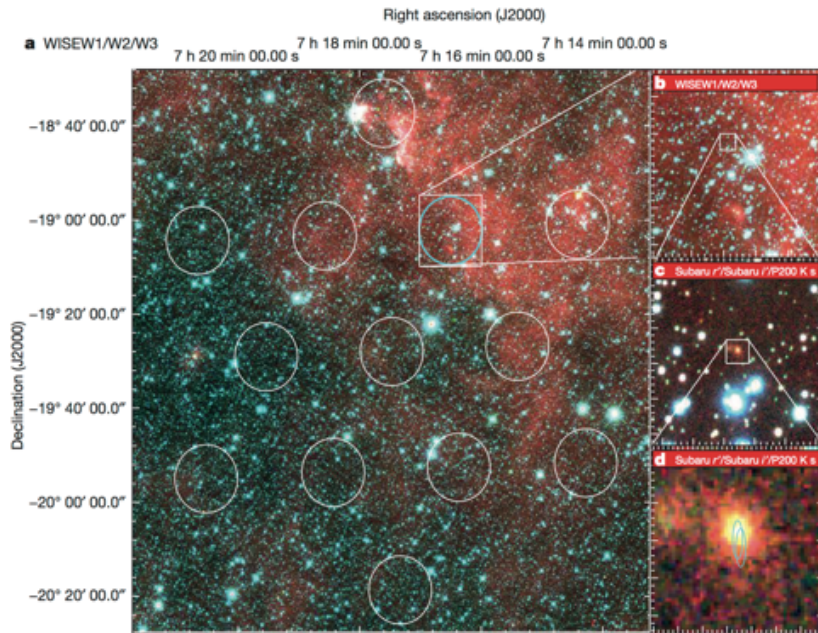 Right ascension (J2000)
a WISEW1/W2/W3
7 h 20 min 00.00 s
7 h 18 min 00.00 s
7 h 16 min 00.00 s
7 h 14 min 00.00 s
Declination (J2000)
−18° 40′ 00.0″
−19° 00′ 00.0″
−19° 20′ 00.0″
−19° 40′ 00.0″
−20° 00′ 00.0″
−20° 20′ 00.0″
b WISEW1/W2/W3
c Subaru r′/Subaru i′/P200 K s
d Subaru r′/Subaru i′/P200 K s